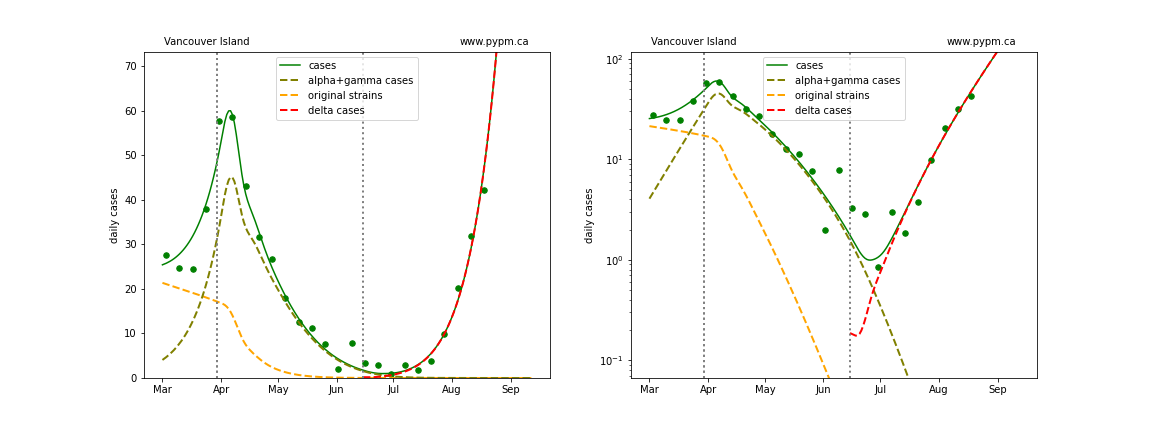 Vancouver Island www.pypm.ca
cases
alpha+gamma cases
original strains
delta cases
daily cases
70
60
50
40
30
20
10
0
Mar Apr May Jun Jul Aug Sep
Vancouver Island www.pypm.ca
cases
alpha+gamma cases
original strains
delta cases
daily cases
10²
10¹
10⁰
10⁻¹
Mar Apr May Jun Jul Aug Sep